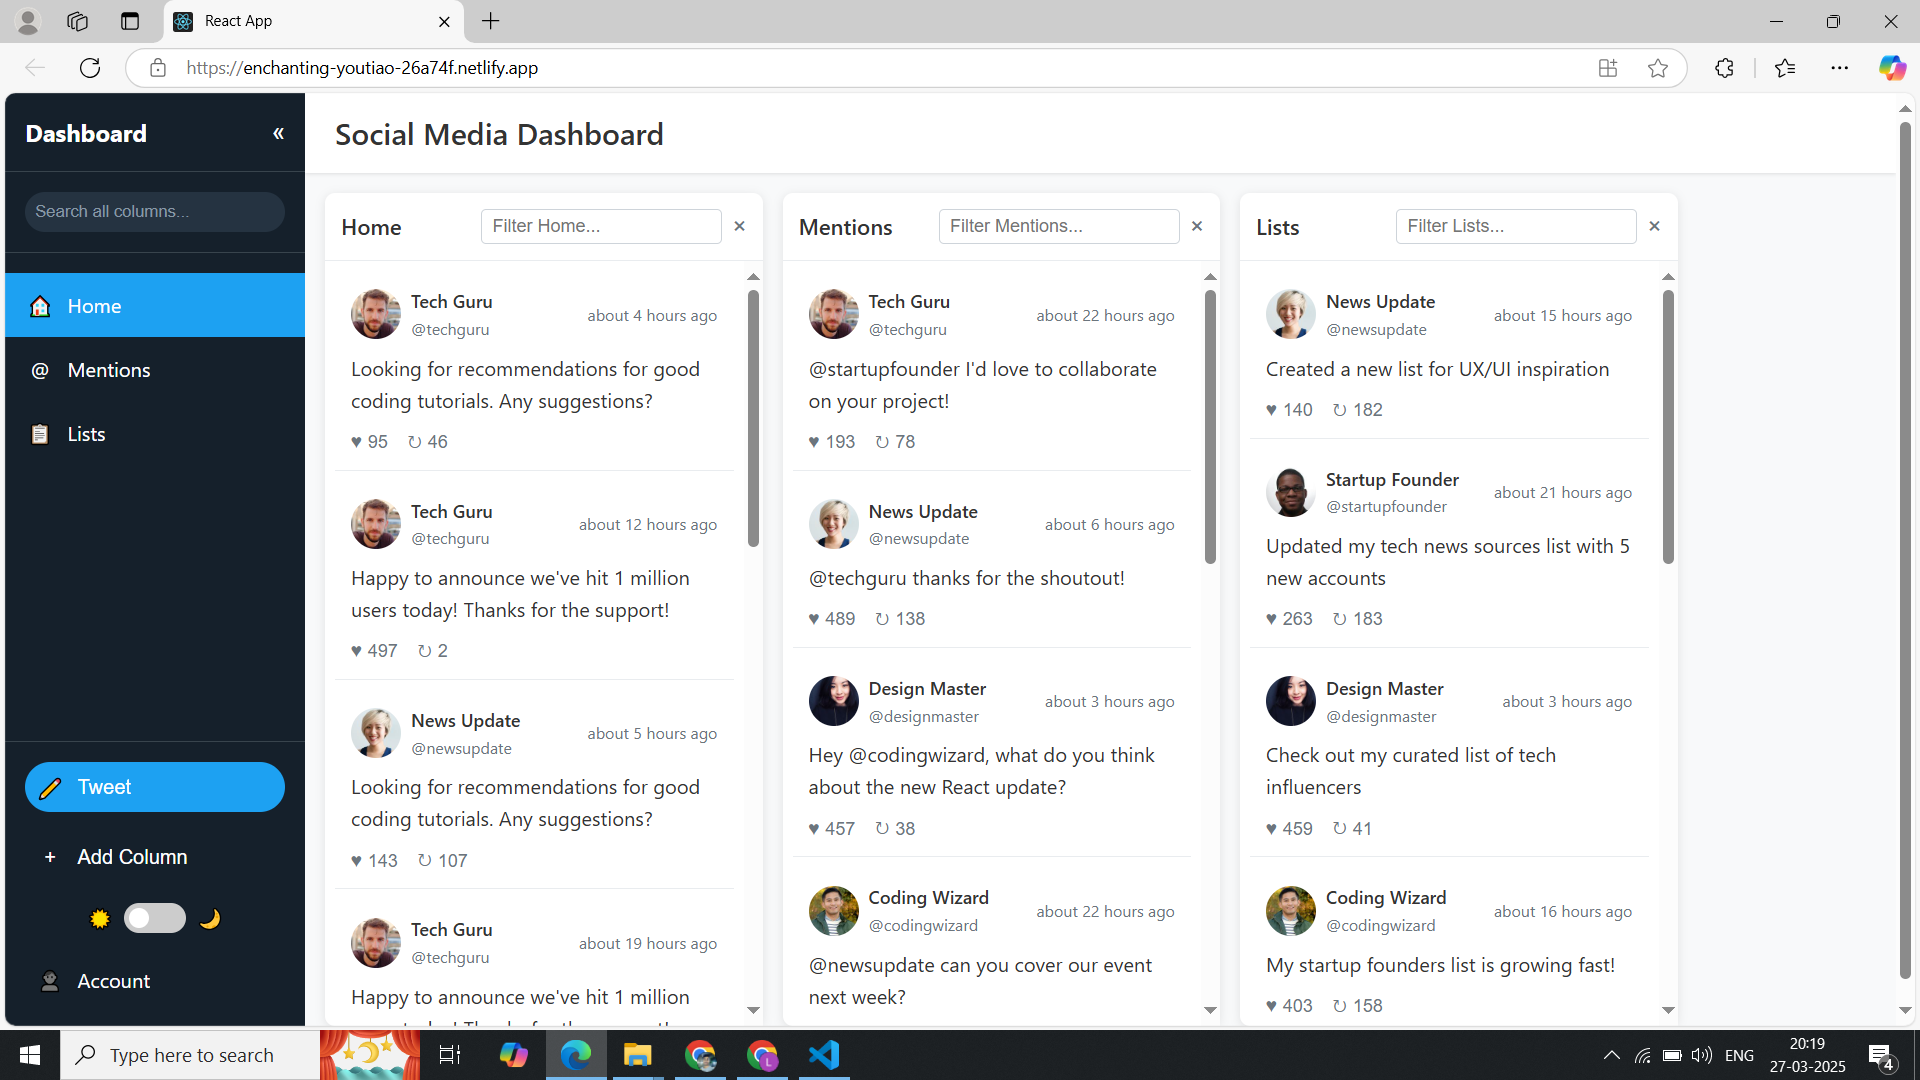 React App
https://enchanting-youtiao-26a74f.netlify.app
Dashboard «
Search all columns...
Home
@ Mentions
Lists
Tweet
+ Add Column
Account
Social Media Dashboard
Home Filter Home... ×
Tech Guru
@techguru
about 4 hours ago
Looking for recommendations for good
coding tutorials. Any suggestions?
♥ 95 ↻ 46
Tech Guru
@techguru
about 12 hours ago
Happy to announce we've hit 1 million
users today! Thanks for the support!
♥ 497 ↻ 2
News Update
@newsupdate
about 5 hours ago
Looking for recommendations for good
coding tutorials. Any suggestions?
♥ 143 ↻ 107
Tech Guru
@techguru
about 19 hours ago
Happy to announce we've hit 1 million
Mentions Filter Mentions... ×
Tech Guru
@techguru
about 22 hours ago
@startupfounder I'd love to collaborate
on your project!
♥ 193 ↻ 78
News Update
@newsupdate
about 6 hours ago
@techguru thanks for the shoutout!
♥ 489 ↻ 138
Design Master
@designmaster
about 3 hours ago
Hey @codingwizard, what do you think
about the new React update?
♥ 457 ↻ 38
Coding Wizard
@codingwizard
about 22 hours ago
@newsupdate can you cover our event
next week?
Lists Filter Lists... ×
News Update
@newsupdate
about 15 hours ago
Created a new list for UX/UI inspiration
♥ 140 ↻ 182
Startup Founder
@startupfounder
about 21 hours ago
Updated my tech news sources list with 5
new accounts
♥ 263 ↻ 183
Design Master
@designmaster
about 3 hours ago
Check out my curated list of tech
influencers
♥ 459 ↻ 41
Coding Wizard
@codingwizard
about 16 hours ago
My startup founders list is growing fast!
♥ 403 ↻ 158
Type here to search
L
ENG
20:19
27-03-2025
4